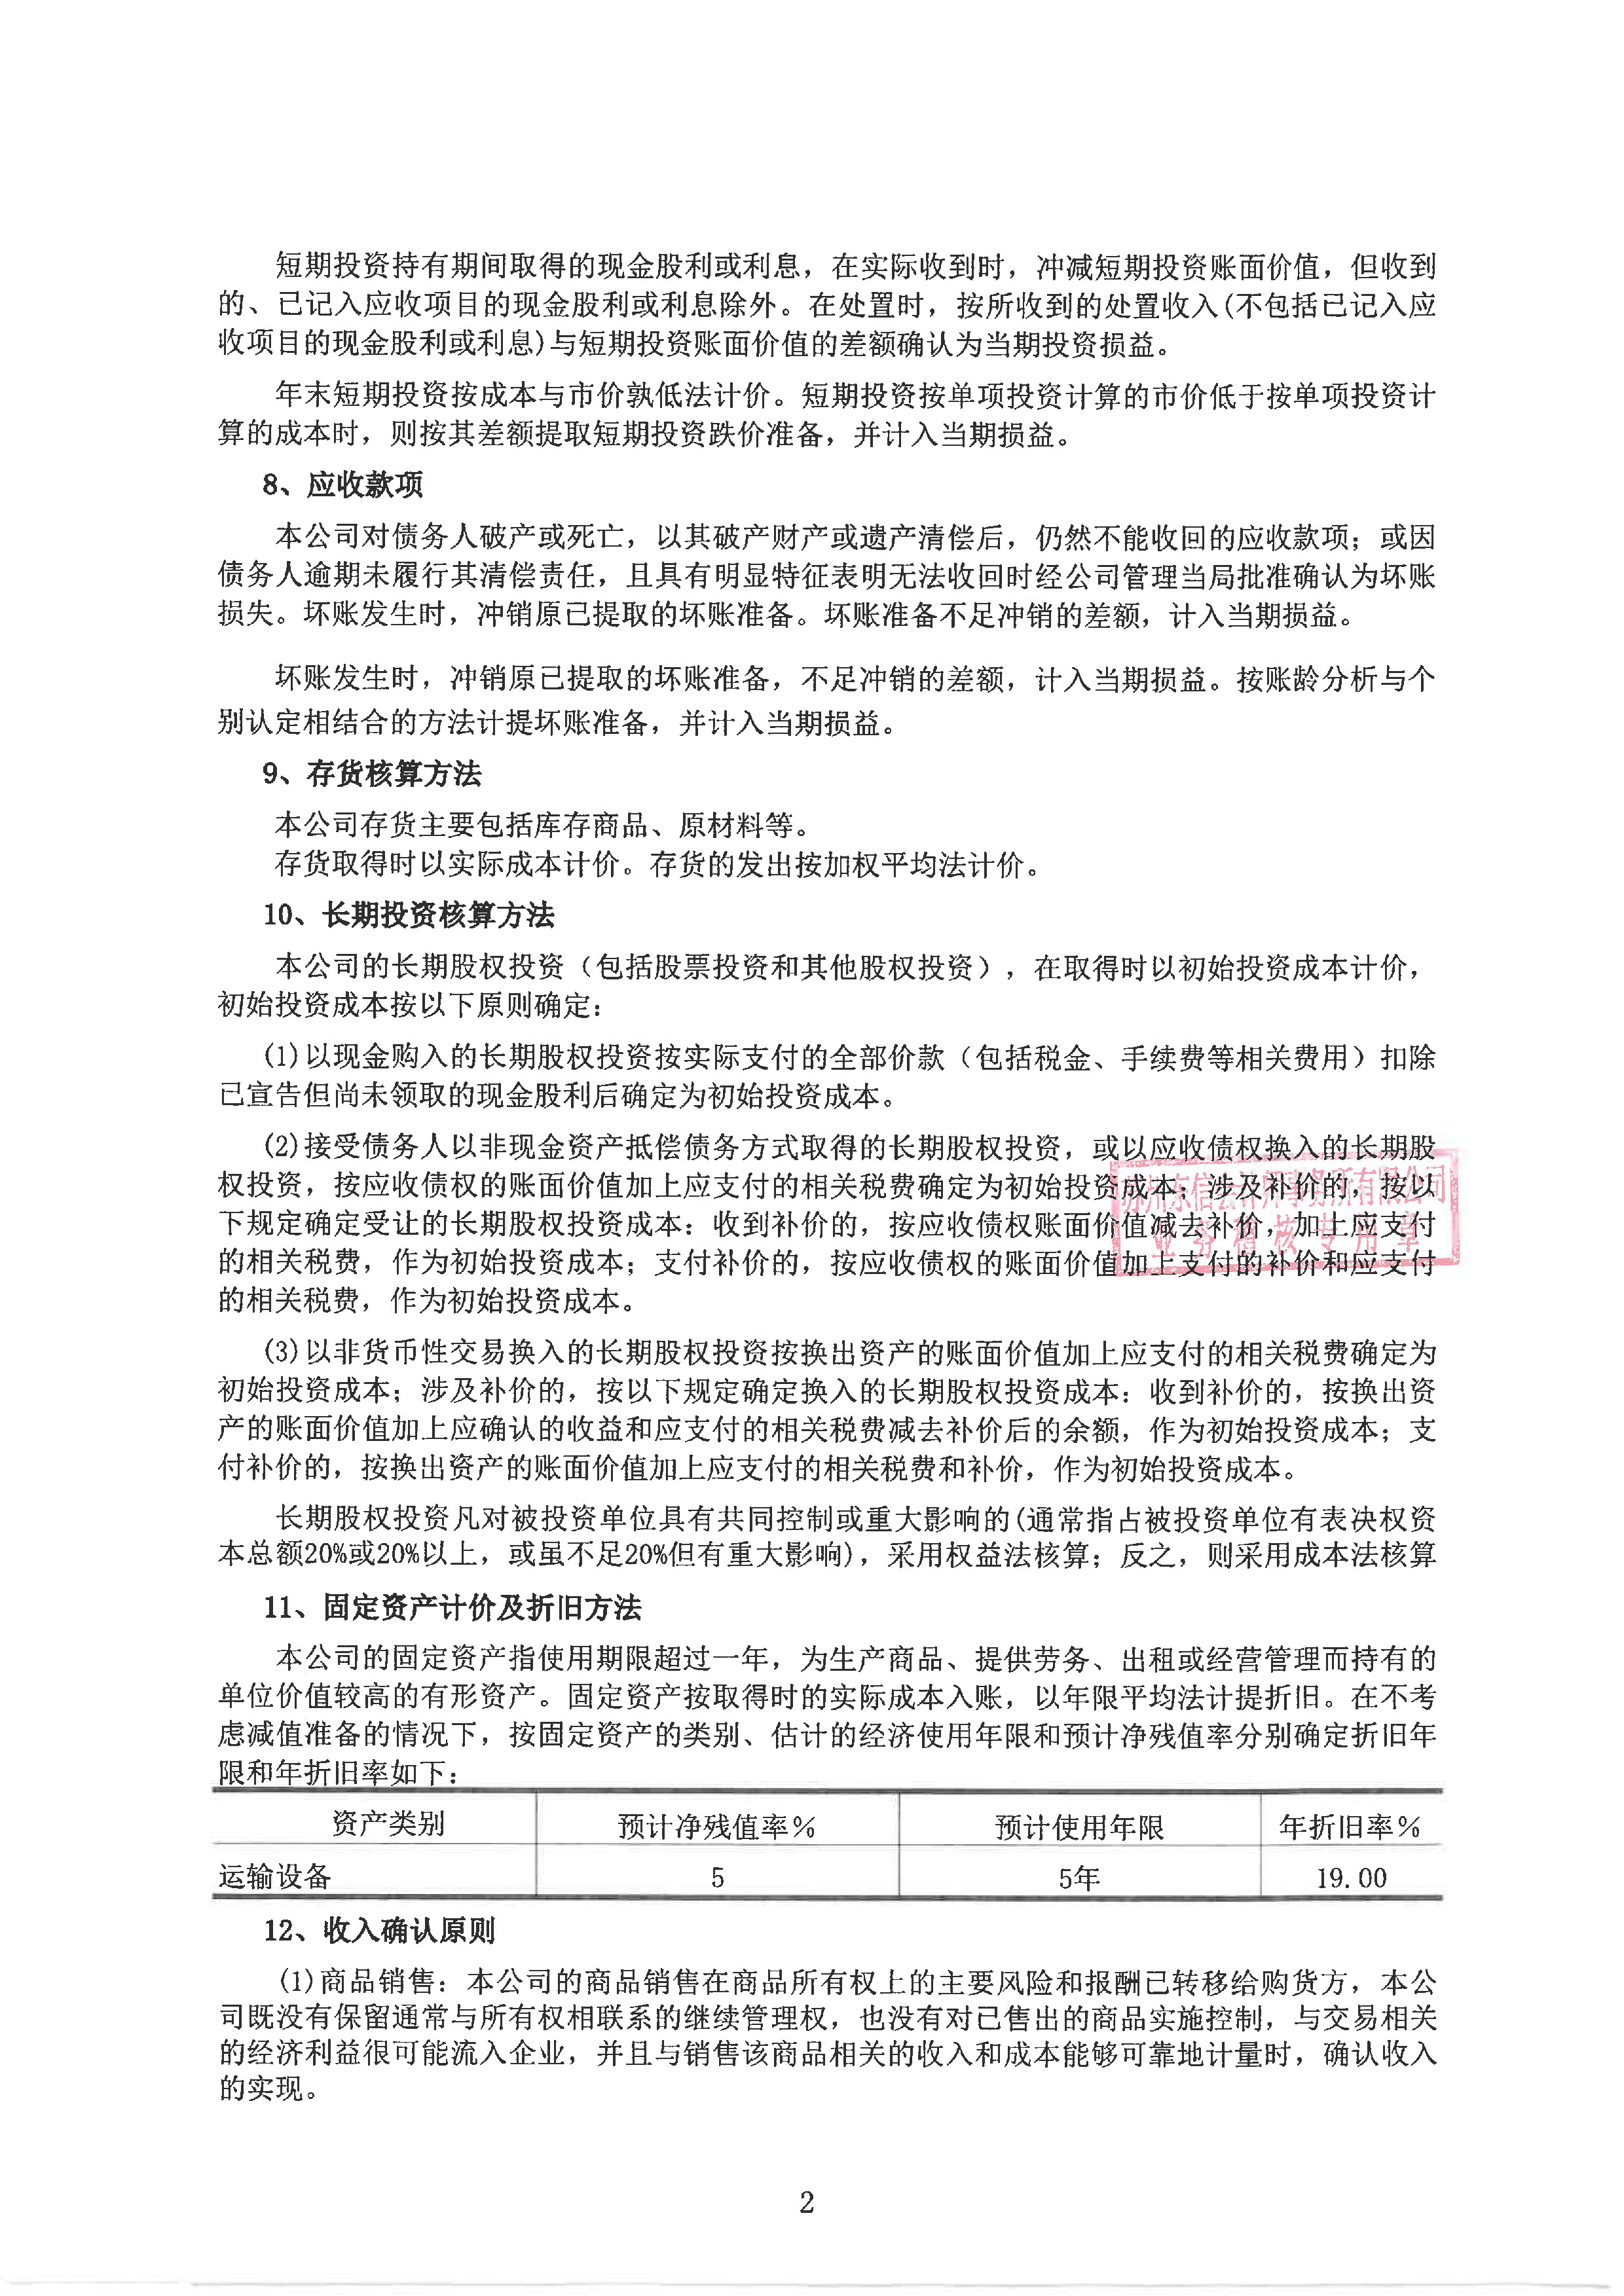 短期投资持有期间取得的现金股利或利息，在实际收到时，冲减短期投资账面价值，但收到
的、已记入应收项目的现金股利或利息除外。在处置时，按所收到的处置收入(不包括已记入应
收项目的现金股利或利息)与短期投资账面价值的差额确认为当期投资损益。
年末短期投资按成本与市价孰低法计价。短期投资按单项投资计算的市价低于按单项投资计
算的成本时，则按其差额提取短期投资跌价准备，并计入当期损益。
8、应收款项
本公司对债务人破产或死亡，以其破产财产或遗产清偿后，仍然不能收回的应收款项；或因
债务人逾期未履行其清偿责任，且具有明显特征表明无法收回时经公司管理当局批准确认为坏账
损失。坏账发生时，冲销原已提取的坏账准备。坏账准备不足冲销的差额，计入当期损益。
坏账发生时，冲销原已提取的坏账准备，不足冲销的差额，计入当期损益。按账龄分析与个
别认定相结合的方法计提坏账准备，并计入当期损益。
9、存货核算方法
本公司存货主要包括库存商品、原材料等。
存货取得时以实际成本计价。存货的发出按加权平均法计价。
10、长期投资核算方法
本公司的长期股权投资（包括股票投资和其他股权投资），在取得时以初始投资成本计价，
初始投资成本按以下原则确定：
(1)以现金购入的长期股权投资按实际支付的全部价款（包括税金、手续费等相关费用）扣除
已宣告但尚未领取的现金股利后确定为初始投资成本。
(2)接受债务人以非现金资产抵偿债务方式取得的长期股权投资，或以应收债权换入的长期股
权投资，按应收债权的账面价值加上应支付的相关税费确定为初始投资成本；涉及补价的，按以
下规定确定受让的长期股权投资成本：收到补价的，按应收债权账面价值减去补价，加上应支付
的相关税费，作为初始投资成本；支付补价的，按应收债权的账面价值加上支付的补价和应支付
的相关税费，作为初始投资成本。
苏州东信会计师事务所有限公司
业务稽核专用章
(3)以非货币性交易换入的长期股权投资按换出资产的账面价值加上应支付的相关税费确定为
初始投资成本；涉及补价的，按以下规定确定换入的长期股权投资成本：收到补价的，按换出资
产的账面价值加上应确认的收益和应支付的相关税费减去补价后的余额，作为初始投资成本；支
付补价的，按换出资产的账面价值加上应支付的相关税费和补价，作为初始投资成本。
长期股权投资凡对被投资单位具有共同控制或重大影响的(通常指占被投资单位有表决权资
本总额20%或20%以上，或虽不足20%但有重大影响)，采用权益法核算；反之，则采用成本法核算
11、固定资产计价及折旧方法
本公司的固定资产指使用期限超过一年，为生产商品、提供劳务、出租或经营管理而持有的
单位价值较高的有形资产。固定资产按取得时的实际成本入账，以年限平均法计提折旧。在不考
虑减值准备的情况下，按固定资产的类别、估计的经济使用年限和预计净残值率分别确定折旧年
限和年折旧率如下：
资产类别 预计净残值率% 预计使用年限 年折旧率%
运输设备 5 5年 19.00
12、收入确认原则
(1)商品销售：本公司的商品销售在商品所有权上的主要风险和报酬已转移给购货方，本公
司既没有保留通常与所有权相联系的继续管理权，也没有对已售出的商品实施控制，与交易相关
的经济利益很可能流入企业，并且与销售该商品相关的收入和成本能够可靠地计量时，确认收入
的实现。
2